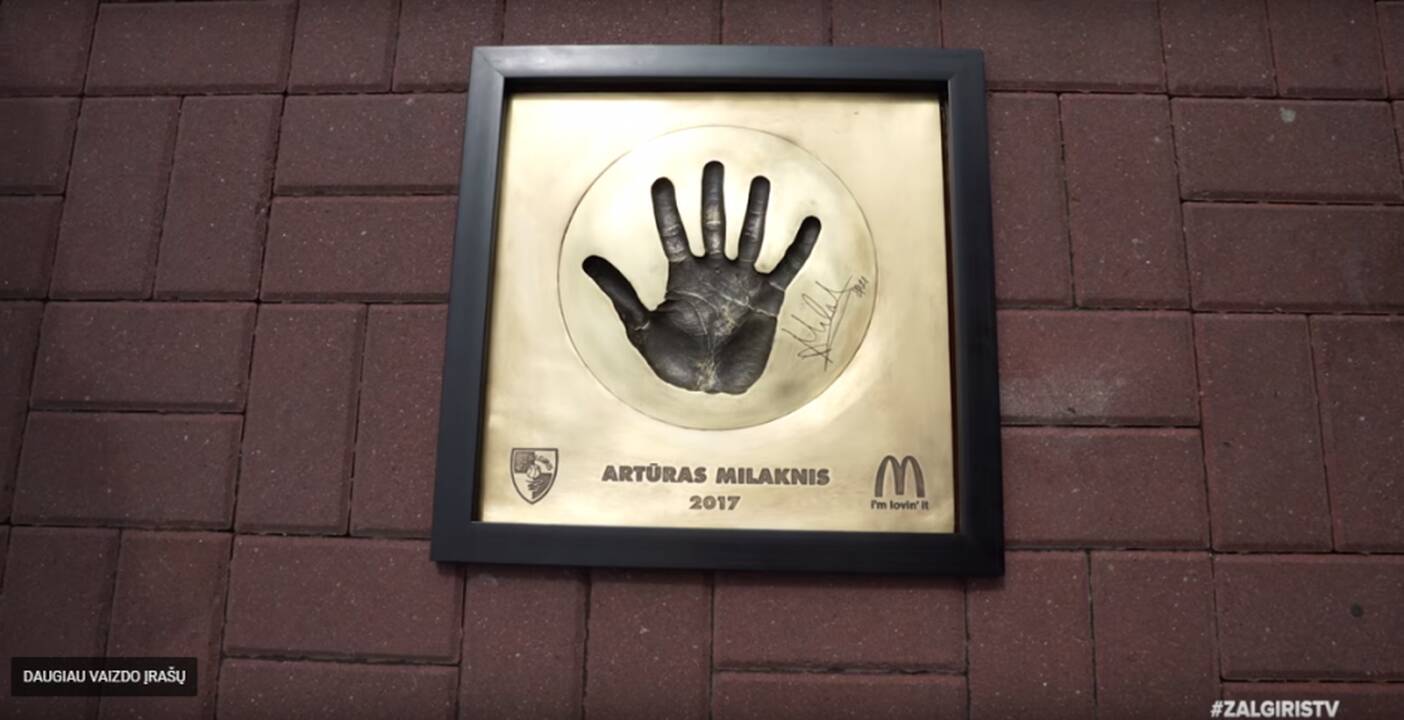 ARTŪRAS MILAKNIS
2017
I'm lovin' it
DAUGIAU VAIZDO ĮRAŠŲ
#ZALGIRISTV